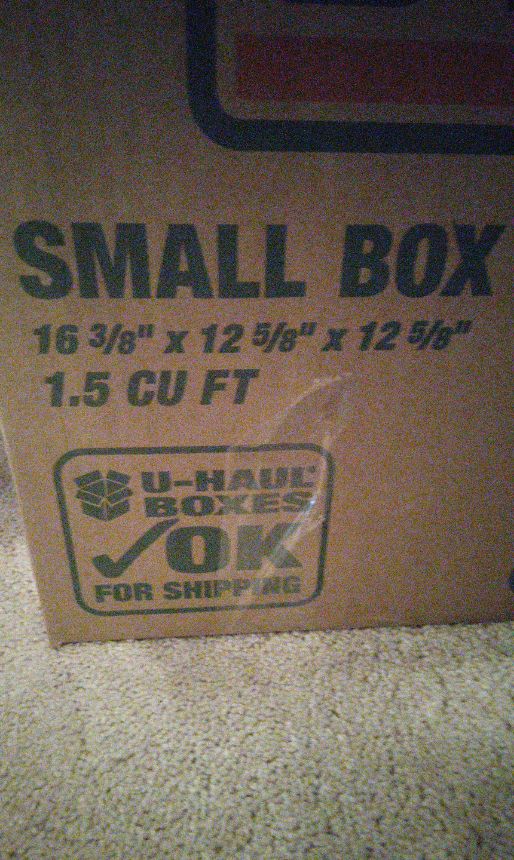 SMALL BOX
16 3/8" x 12 5/8" x 12 5/8"
1.5 CU FT
U-HAUL®
BOXES
✓OK
FOR SHIPPING